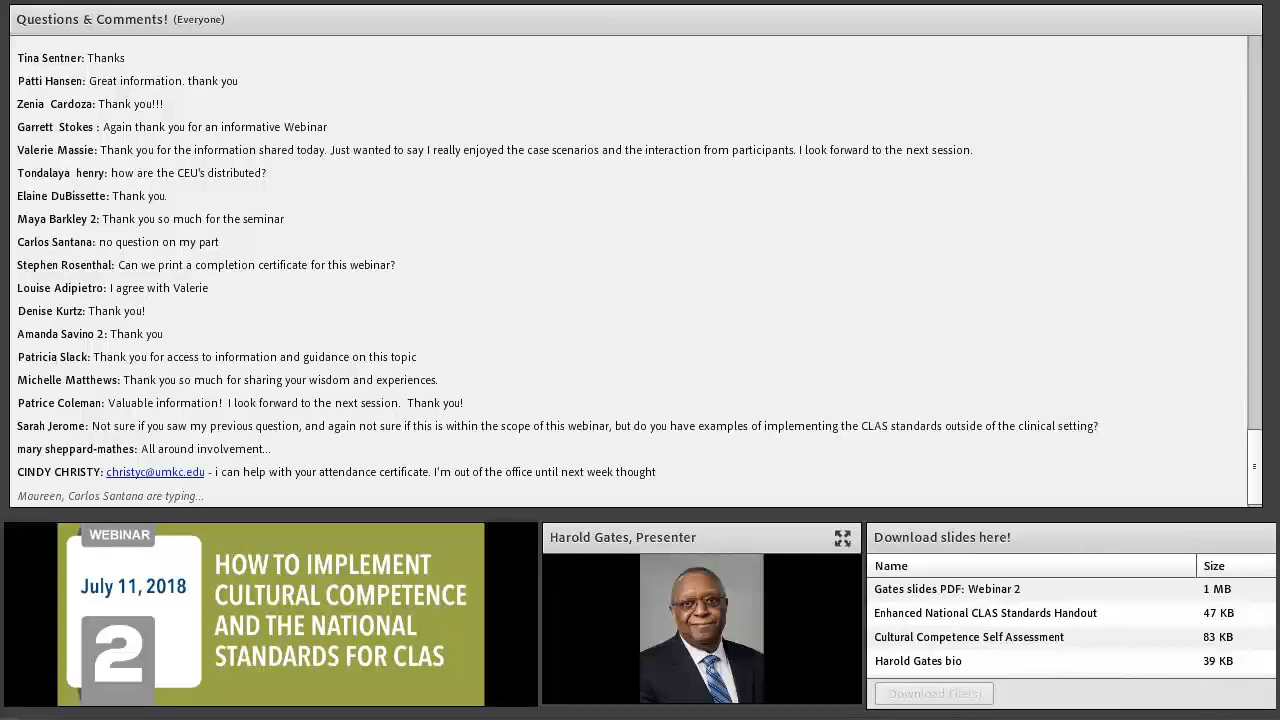 Questions & Comments! (Everyone)
Tina Sentner: Thanks
Patti Hansen: Great information. thank you
Zenia Cardoza: Thank you!!!
Garrett Stokes : Again thank you for an informative Webinar
Valerie Massie: Thank you for the information shared today. Just wanted to say I really enjoyed the case scenarios and the interaction from participants. I look forward to the next session.
Tondalaya henry: how are the CEU's distributed?
Elaine DuBissette: Thank you.
Maya Barkley 2: Thank you so much for the seminar
Carlos Santana: no question on my part
Stephen Rosenthal: Can we print a completion certificate for this webinar?
Louise Adipietro: I agree with Valerie
Denise Kurtz: Thank you!
Amanda Savino 2: Thank you
Patricia Slack: Thank you for access to information and guidance on this topic
Michelle Matthews: Thank you so much for sharing your wisdom and experiences.
Patrice Coleman: Valuable information! I look forward to the next session. Thank you!
Sarah Jerome: Not sure if you saw my previous question, and again not sure if this is within the scope of this webinar, but do you have examples of implementing the CLAS standards outside of the clinical setting?
mary sheppard-mathes: All around involvement...
CINDY CHRISTY: christyc@umkc.edu - i can help with your attendance certificate. I'm out of the office until next week thought
Maureen, Carlos Santana are typing...
WEBINAR
July 11, 2018
2
HOW TO IMPLEMENT
CULTURAL COMPETENCE
AND THE NATIONAL
STANDARDS FOR CLAS
Harold Gates, Presenter
Download slides here!
Name Size
Gates slides PDF: Webinar 2 1 MB
Enhanced National CLAS Standards Handout 47 KB
Cultural Competence Self Assessment 83 KB
Harold Gates bio 39 KB
Download File(s)